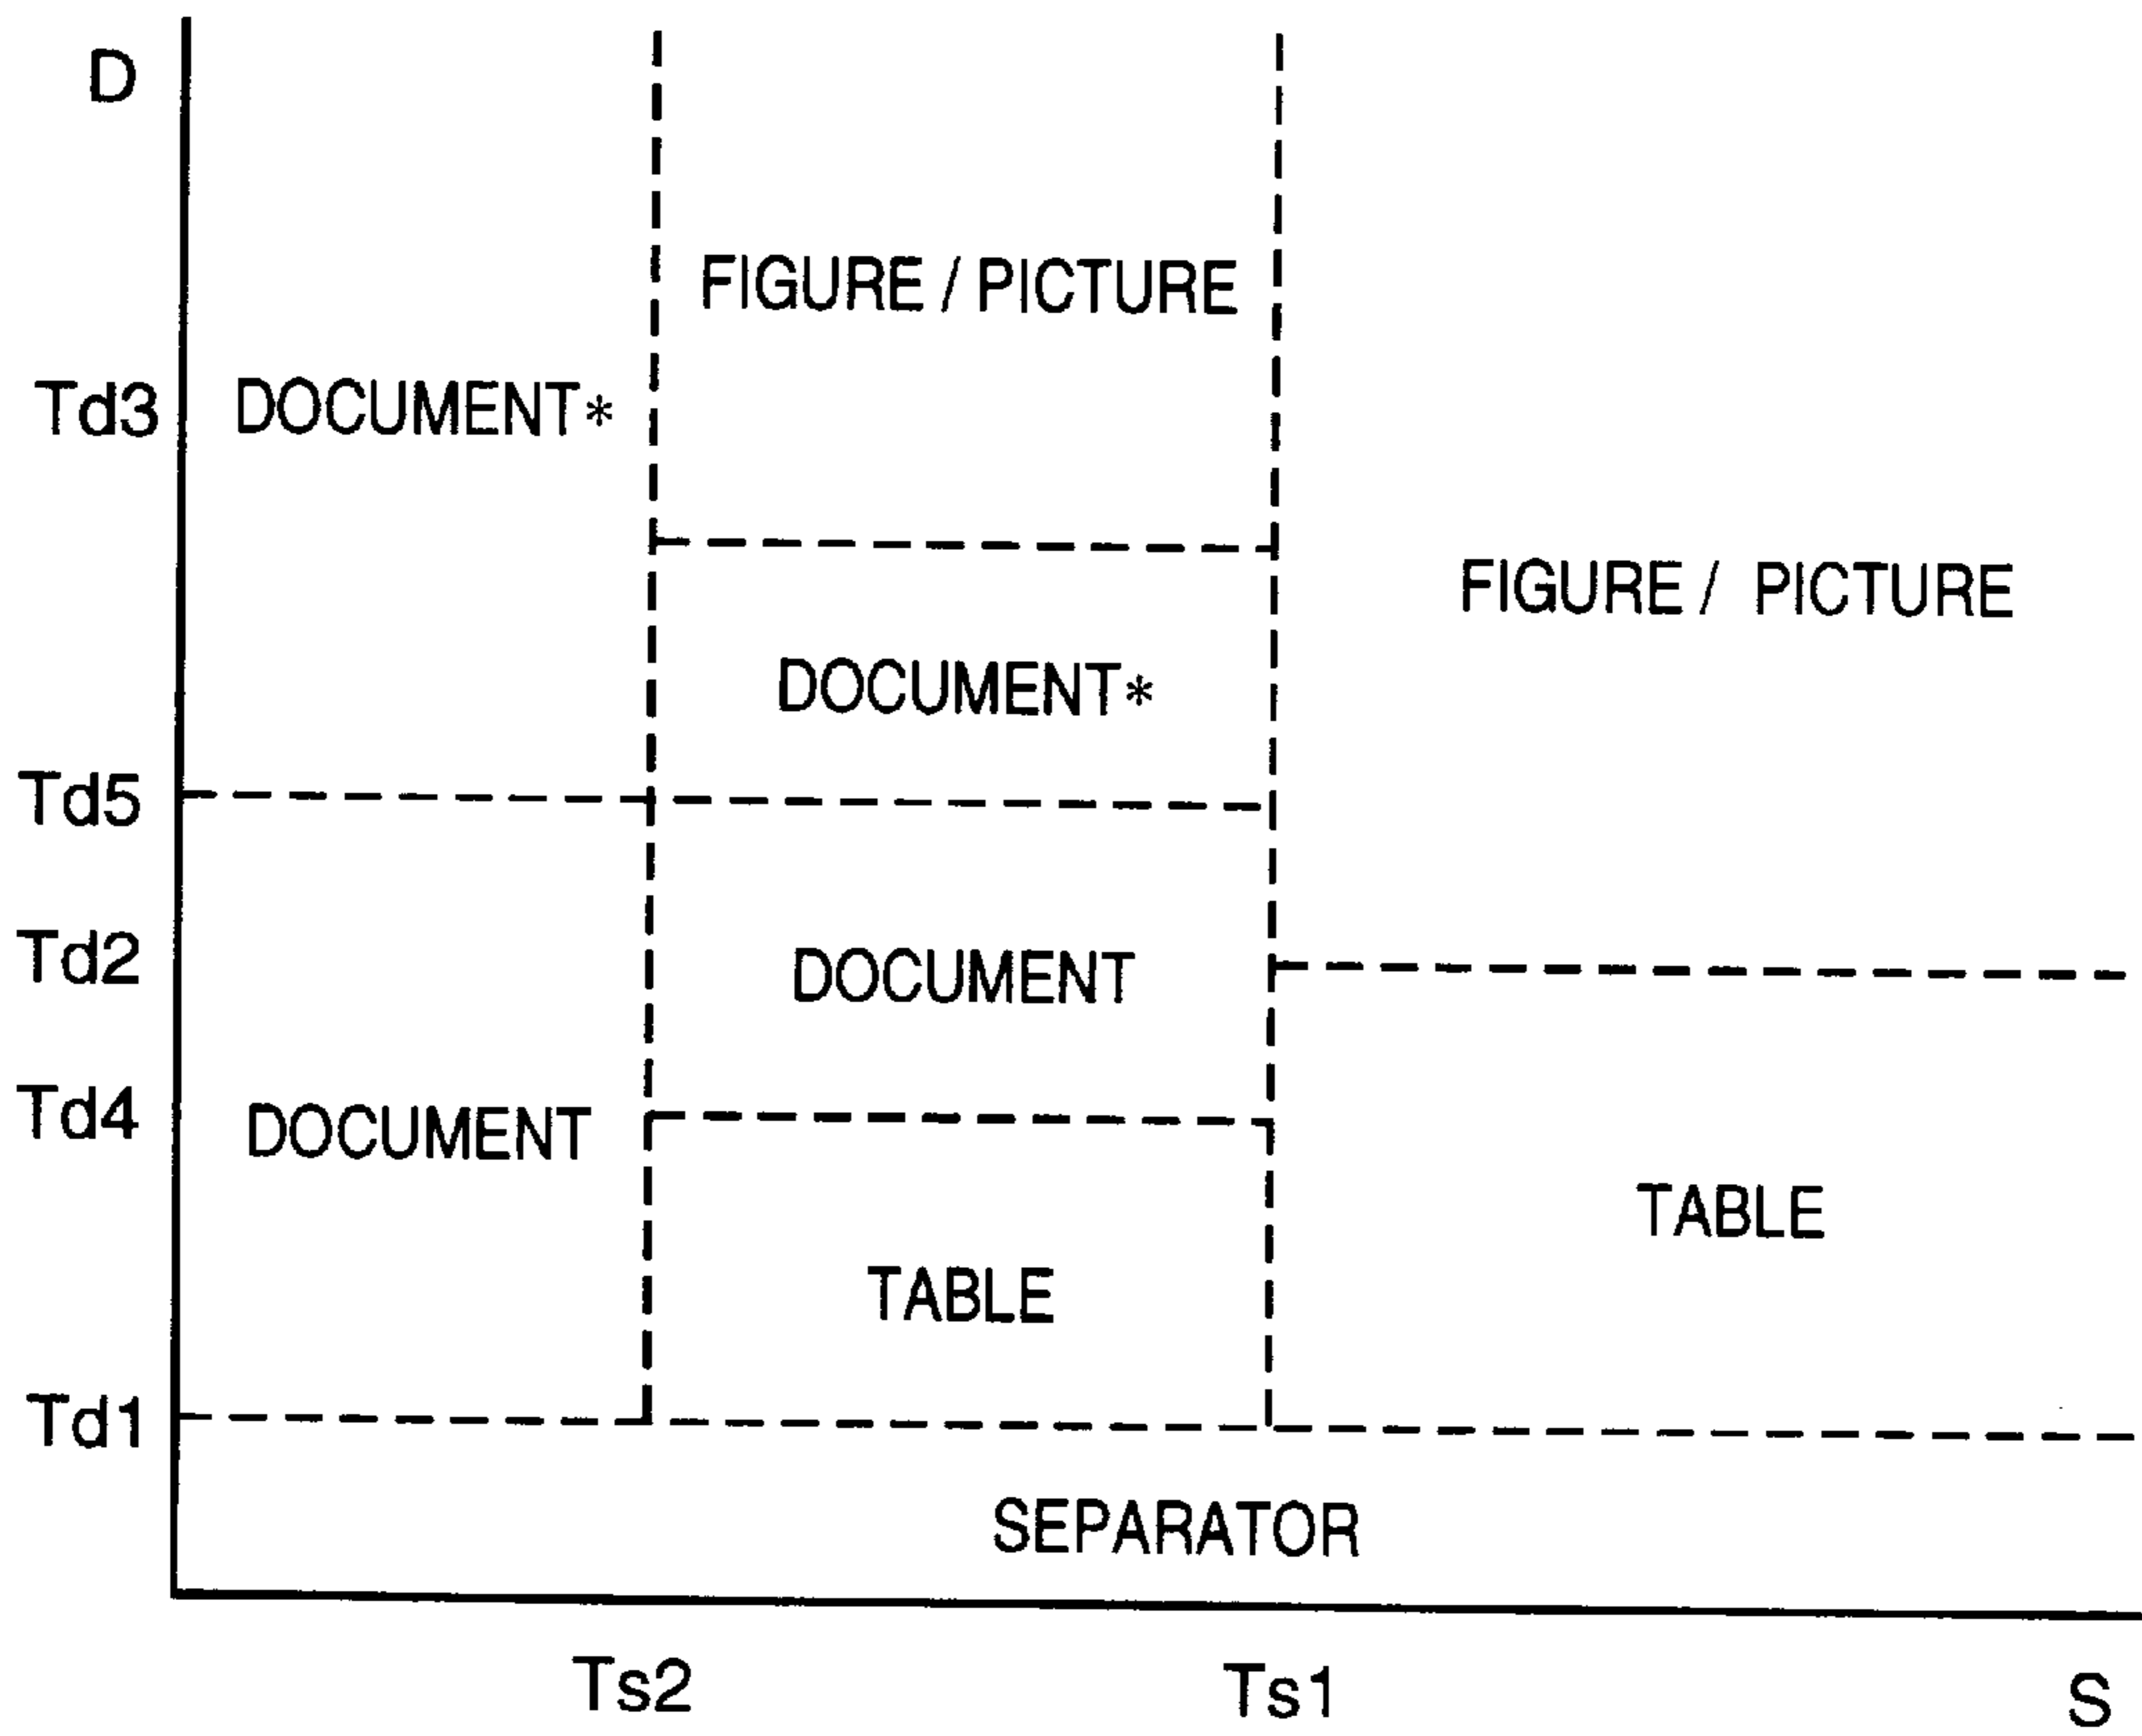 D
FIGURE / PICTURE
Td3 DOCUMENT*
FIGURE / PICTURE
DOCUMENT*
Td5
Td2 DOCUMENT
Td4 DOCUMENT
TABLE
TABLE
Td1
SEPARATOR
Ts2 Ts1 S